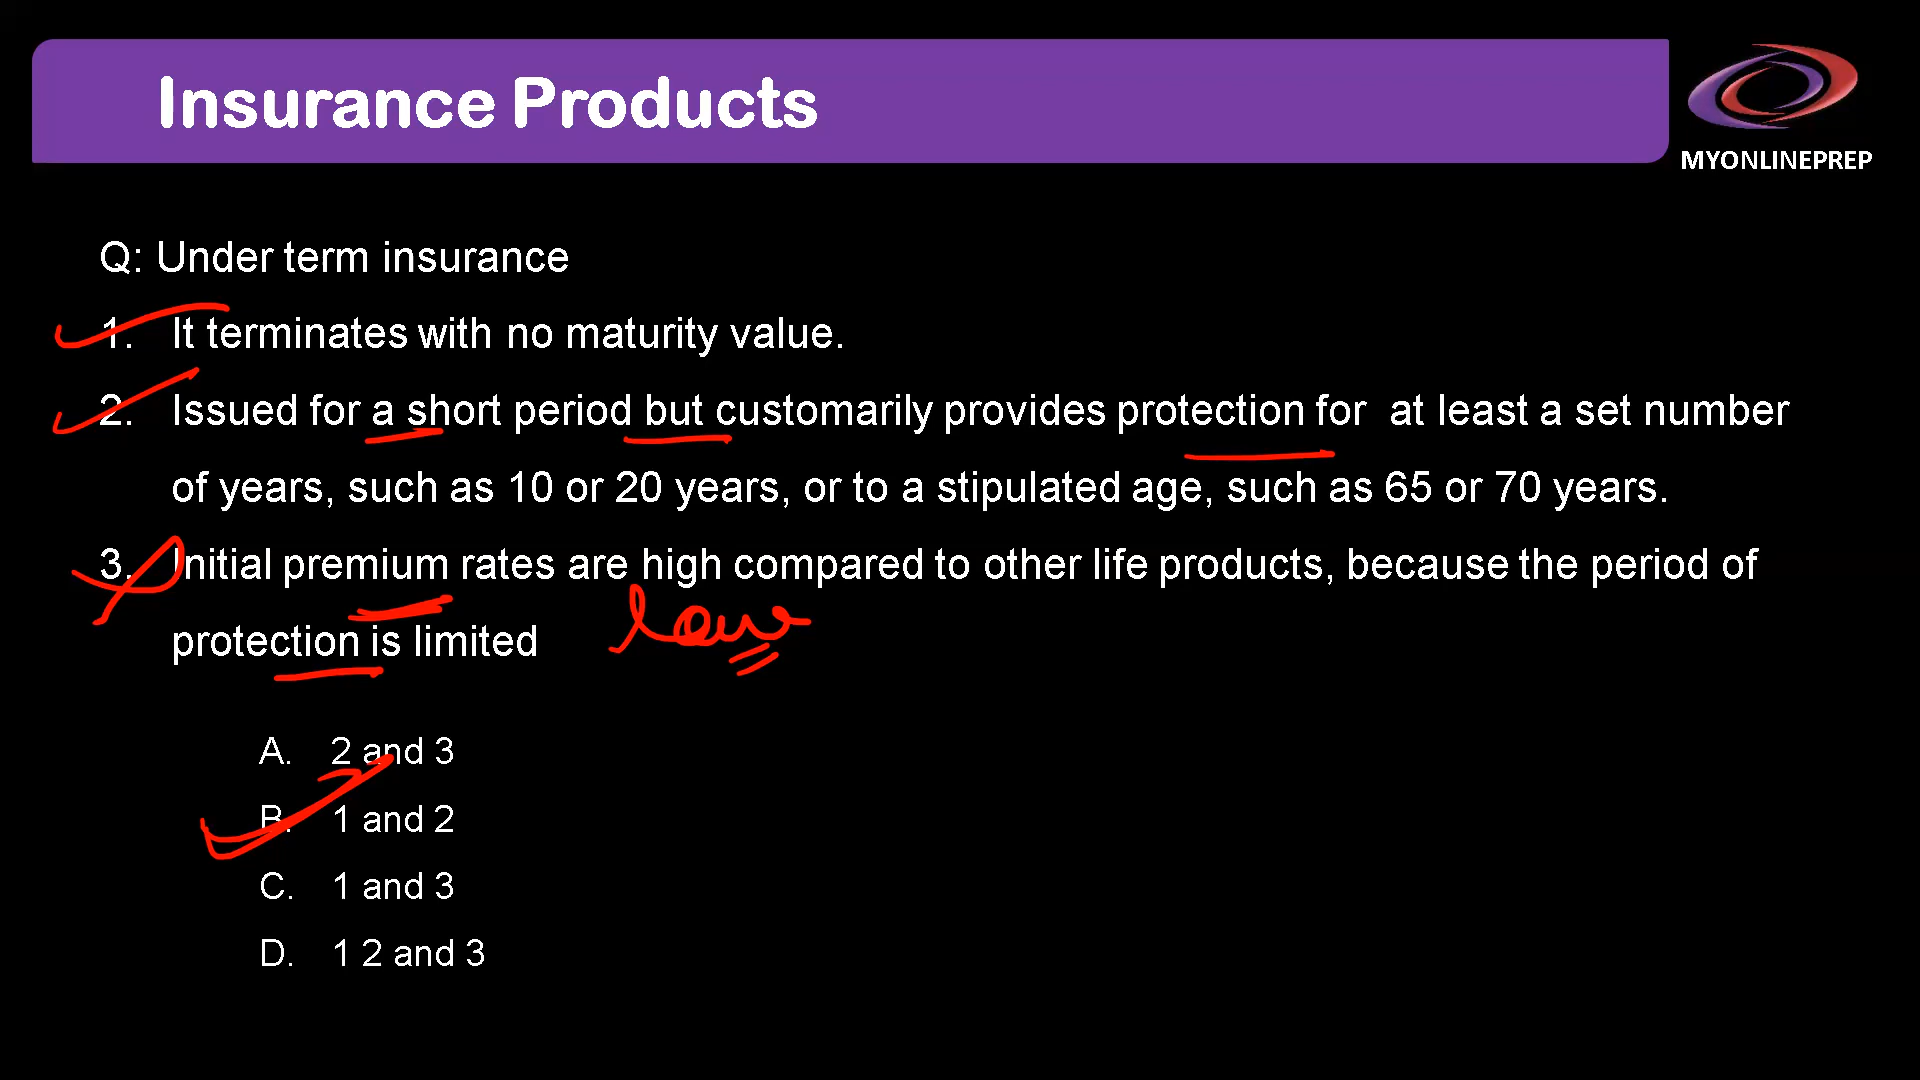 Insurance Products
MYONLINEPREP
Q: Under term insurance
1. It terminates with no maturity value.
2. Issued for a short period but customarily provides protection for at least a set number
of years, such as 10 or 20 years, or to a stipulated age, such as 65 or 70 years.
3. Initial premium rates are high compared to other life products, because the period of
protection is limited
low
A. 2 and 3
B. 1 and 2
C. 1 and 3
D. 1 2 and 3